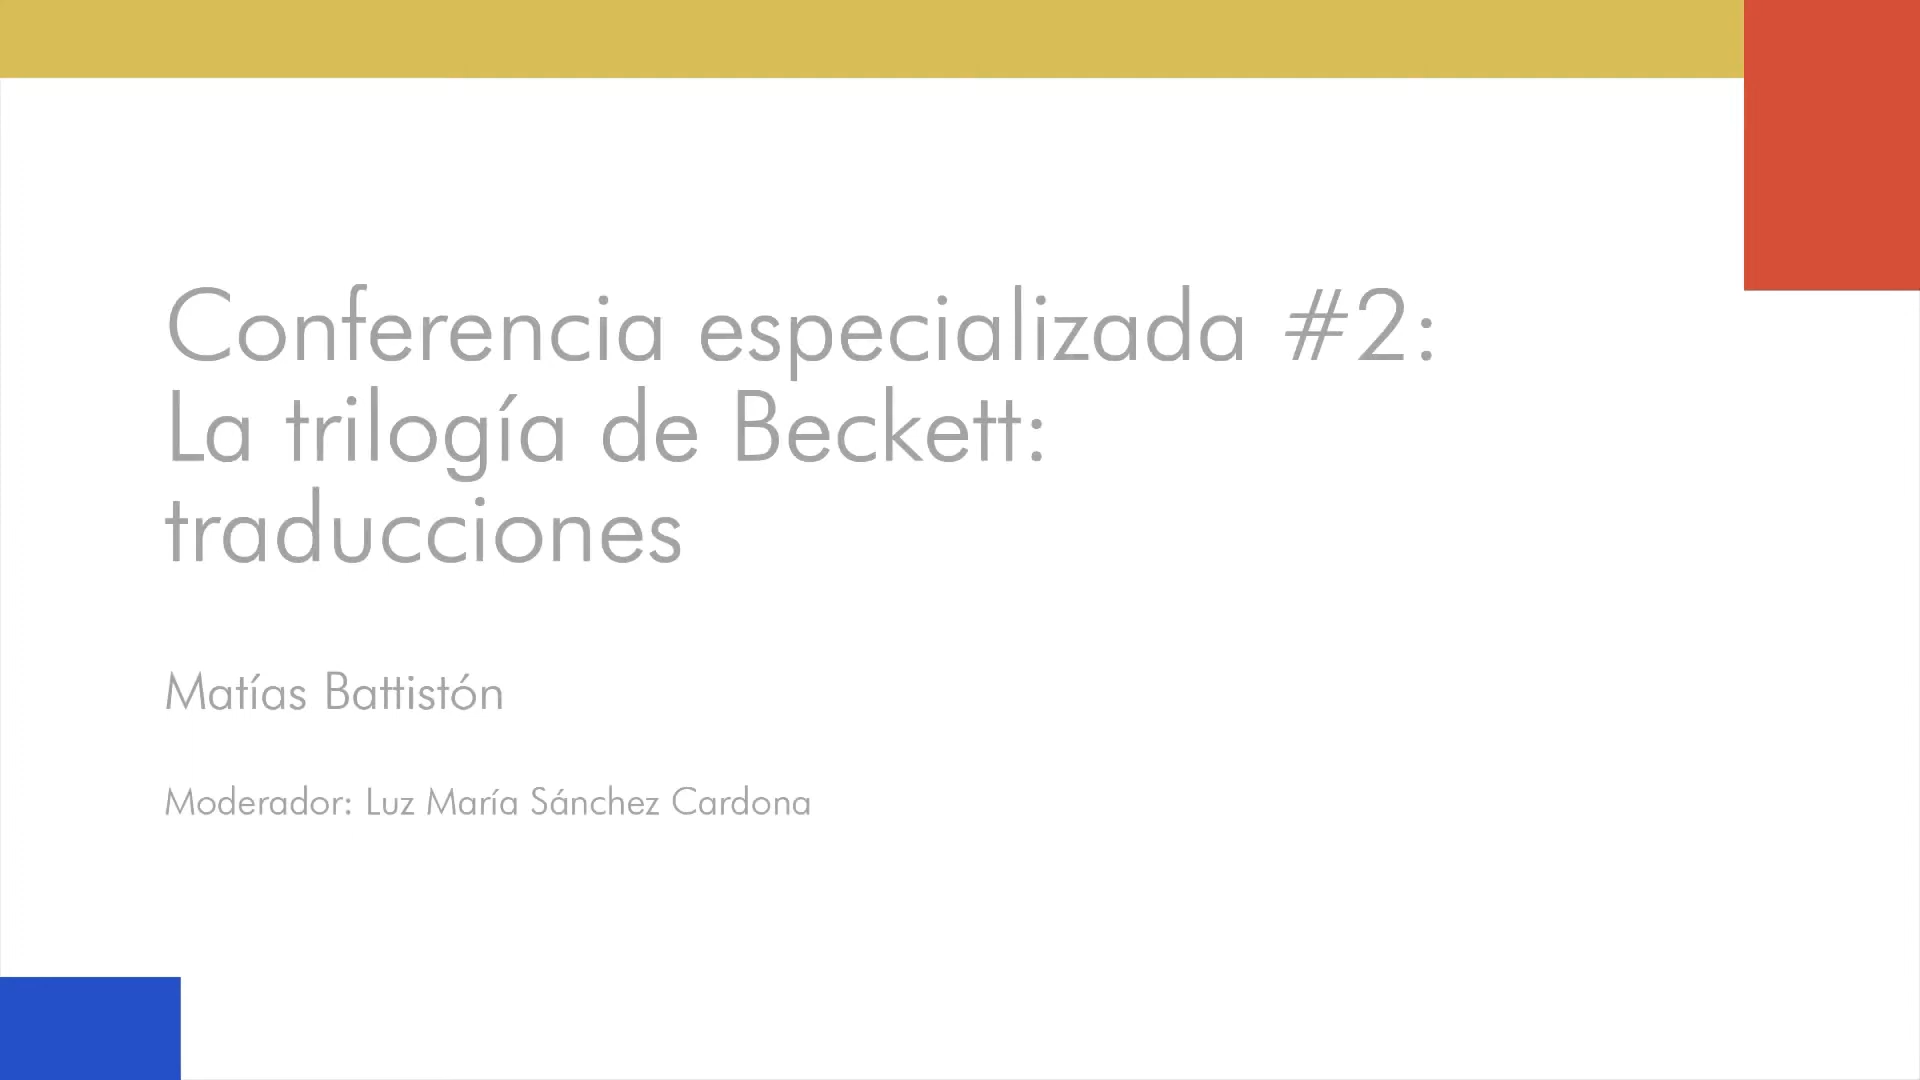 Conferencia especializada #2:
La trilogía de Beckett:
traducciones
Matías Battistón
Moderador: Luz María Sánchez Cardona